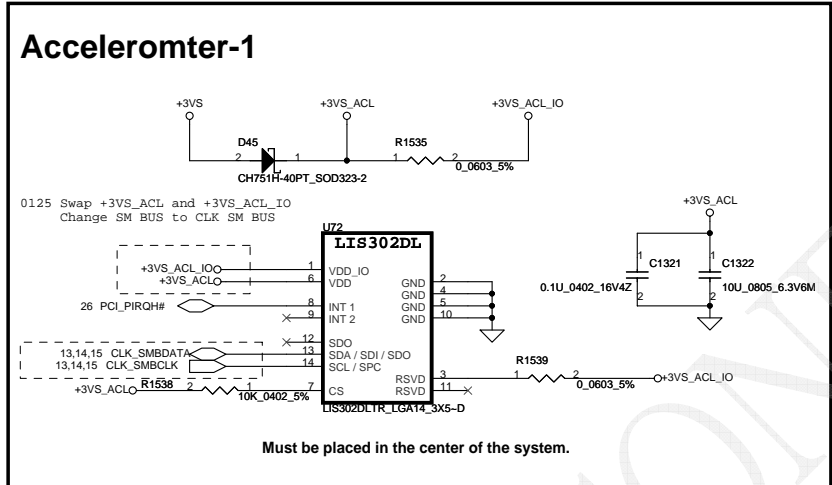 Acceleromter-1
+3VS
+3VS_ACL
+3VS_ACL_IO
D45
R1535
2
1
1
2
CH751H-40PT_SOD323-2
0_0603_5%
0125 Swap +3VS_ACL and +3VS_ACL_IO
Change SM BUS to CLK SM BUS
+3VS_ACL
U72
LIS302DL
1
C1321
1
C1322
+3VS_ACL_IO
1
VDD_IO
+3VS_ACL
6
VDD
GND
2
GND
4
0.1U_0402_16V4Z
2
2
10U_0805_6.3V6M
26 PCI_PIRQH#
8
INT 1
GND
5
9
INT 2
GND
10
12
SDO
13,14,15 CLK_SMBDATA
13
SDA / SDI / SDO
13,14,15 CLK_SMBCLK
14
SCL / SPC
R1539
RSVD
3
1
2
+3VS_ACL_IO
+3VS_ACL
R1538
2
1
7
CS
RSVD
11
0_0603_5%
10K_0402_5%
LIS302DLTR_LGA14_3X5~D
Must be placed in the center of the system.